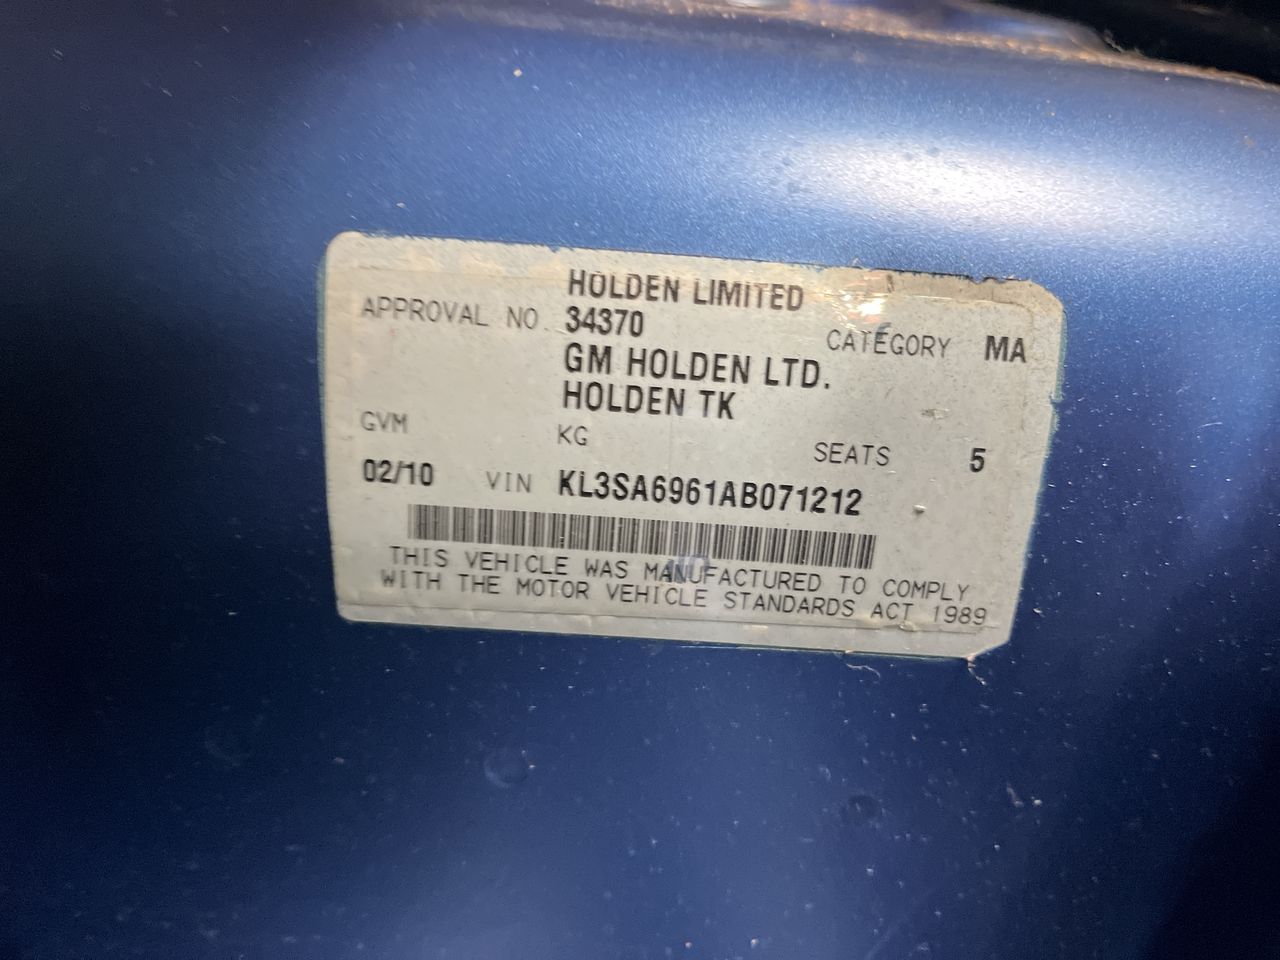 HOLDEN LIMITED
APPROVAL NO. 34370 CATEGORY MA
GM HOLDEN LTD.
HOLDEN TK
GVM KG SEATS 5
02/10 VIN KL3SA6961AB071212
THIS VEHICLE WAS MANUFACTURED TO COMPLY
WITH THE MOTOR VEHICLE STANDARDS ACT 1989